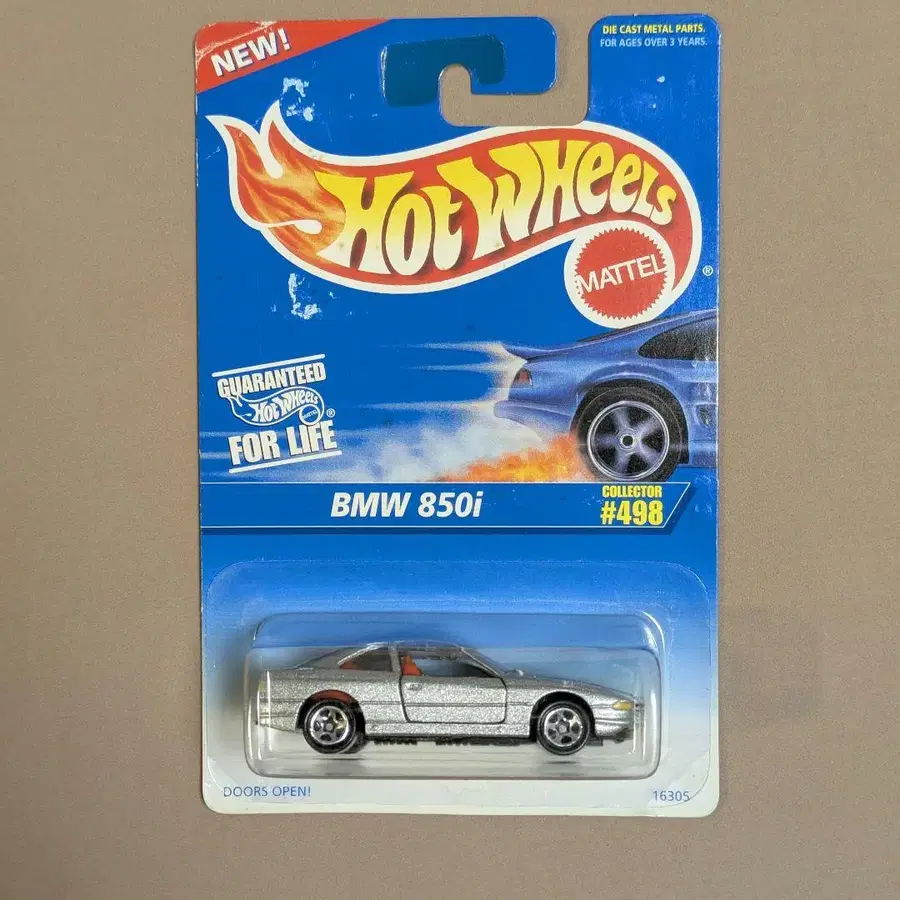 NEW!
DIE CAST METAL PARTS.
FOR AGES OVER 3 YEARS.
HOT WHEELS
MATTEL
®
GUARANTEED
HOT WHEELS
MATTEL
®
FOR LIFE
BMW 850i
COLLECTOR
#498
DOORS OPEN!
16305